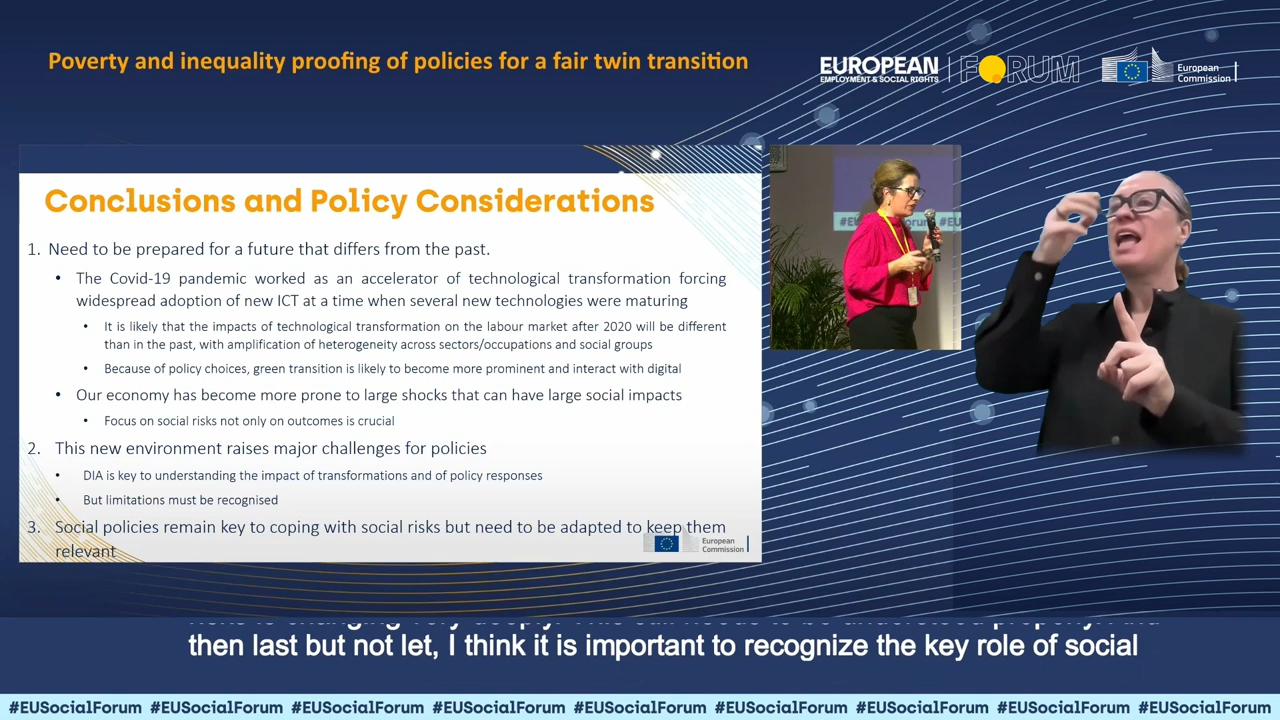 Poverty and inequality proofing of policies for a fair twin transition
EUROPEAN
EMPLOYMENT & SOCIAL RIGHTS
FORUM
European
Commission
Conclusions and Policy Considerations
1. Need to be prepared for a future that differs from the past.
• The Covid-19 pandemic worked as an accelerator of technological transformation forcing
widespread adoption of new ICT at a time when several new technologies were maturing
• It is likely that the impacts of technological transformation on the labour market after 2020 will be different
than in the past, with amplification of heterogeneity across sectors/occupations and social groups
• Because of policy choices, green transition is likely to become more prominent and interact with digital
• Our economy has become more prone to large shocks that can have large social impacts
• Focus on social risks not only on outcomes is crucial
2. This new environment raises major challenges for policies
• DIA is key to understanding the impact of transformations and of policy responses
• But limitations must be recognised
3. Social policies remain key to coping with social risks but need to be adapted to keep them
relevant
European
Commission
then last but not let, I think it is important to recognize the key role of social
#EUSocialForum #EUSocialForum #EUSocialForum #EUSocialForum #EUSocialForum #EUSocialForum #EUSocialForum #EUSocialForum #EUSocialForum